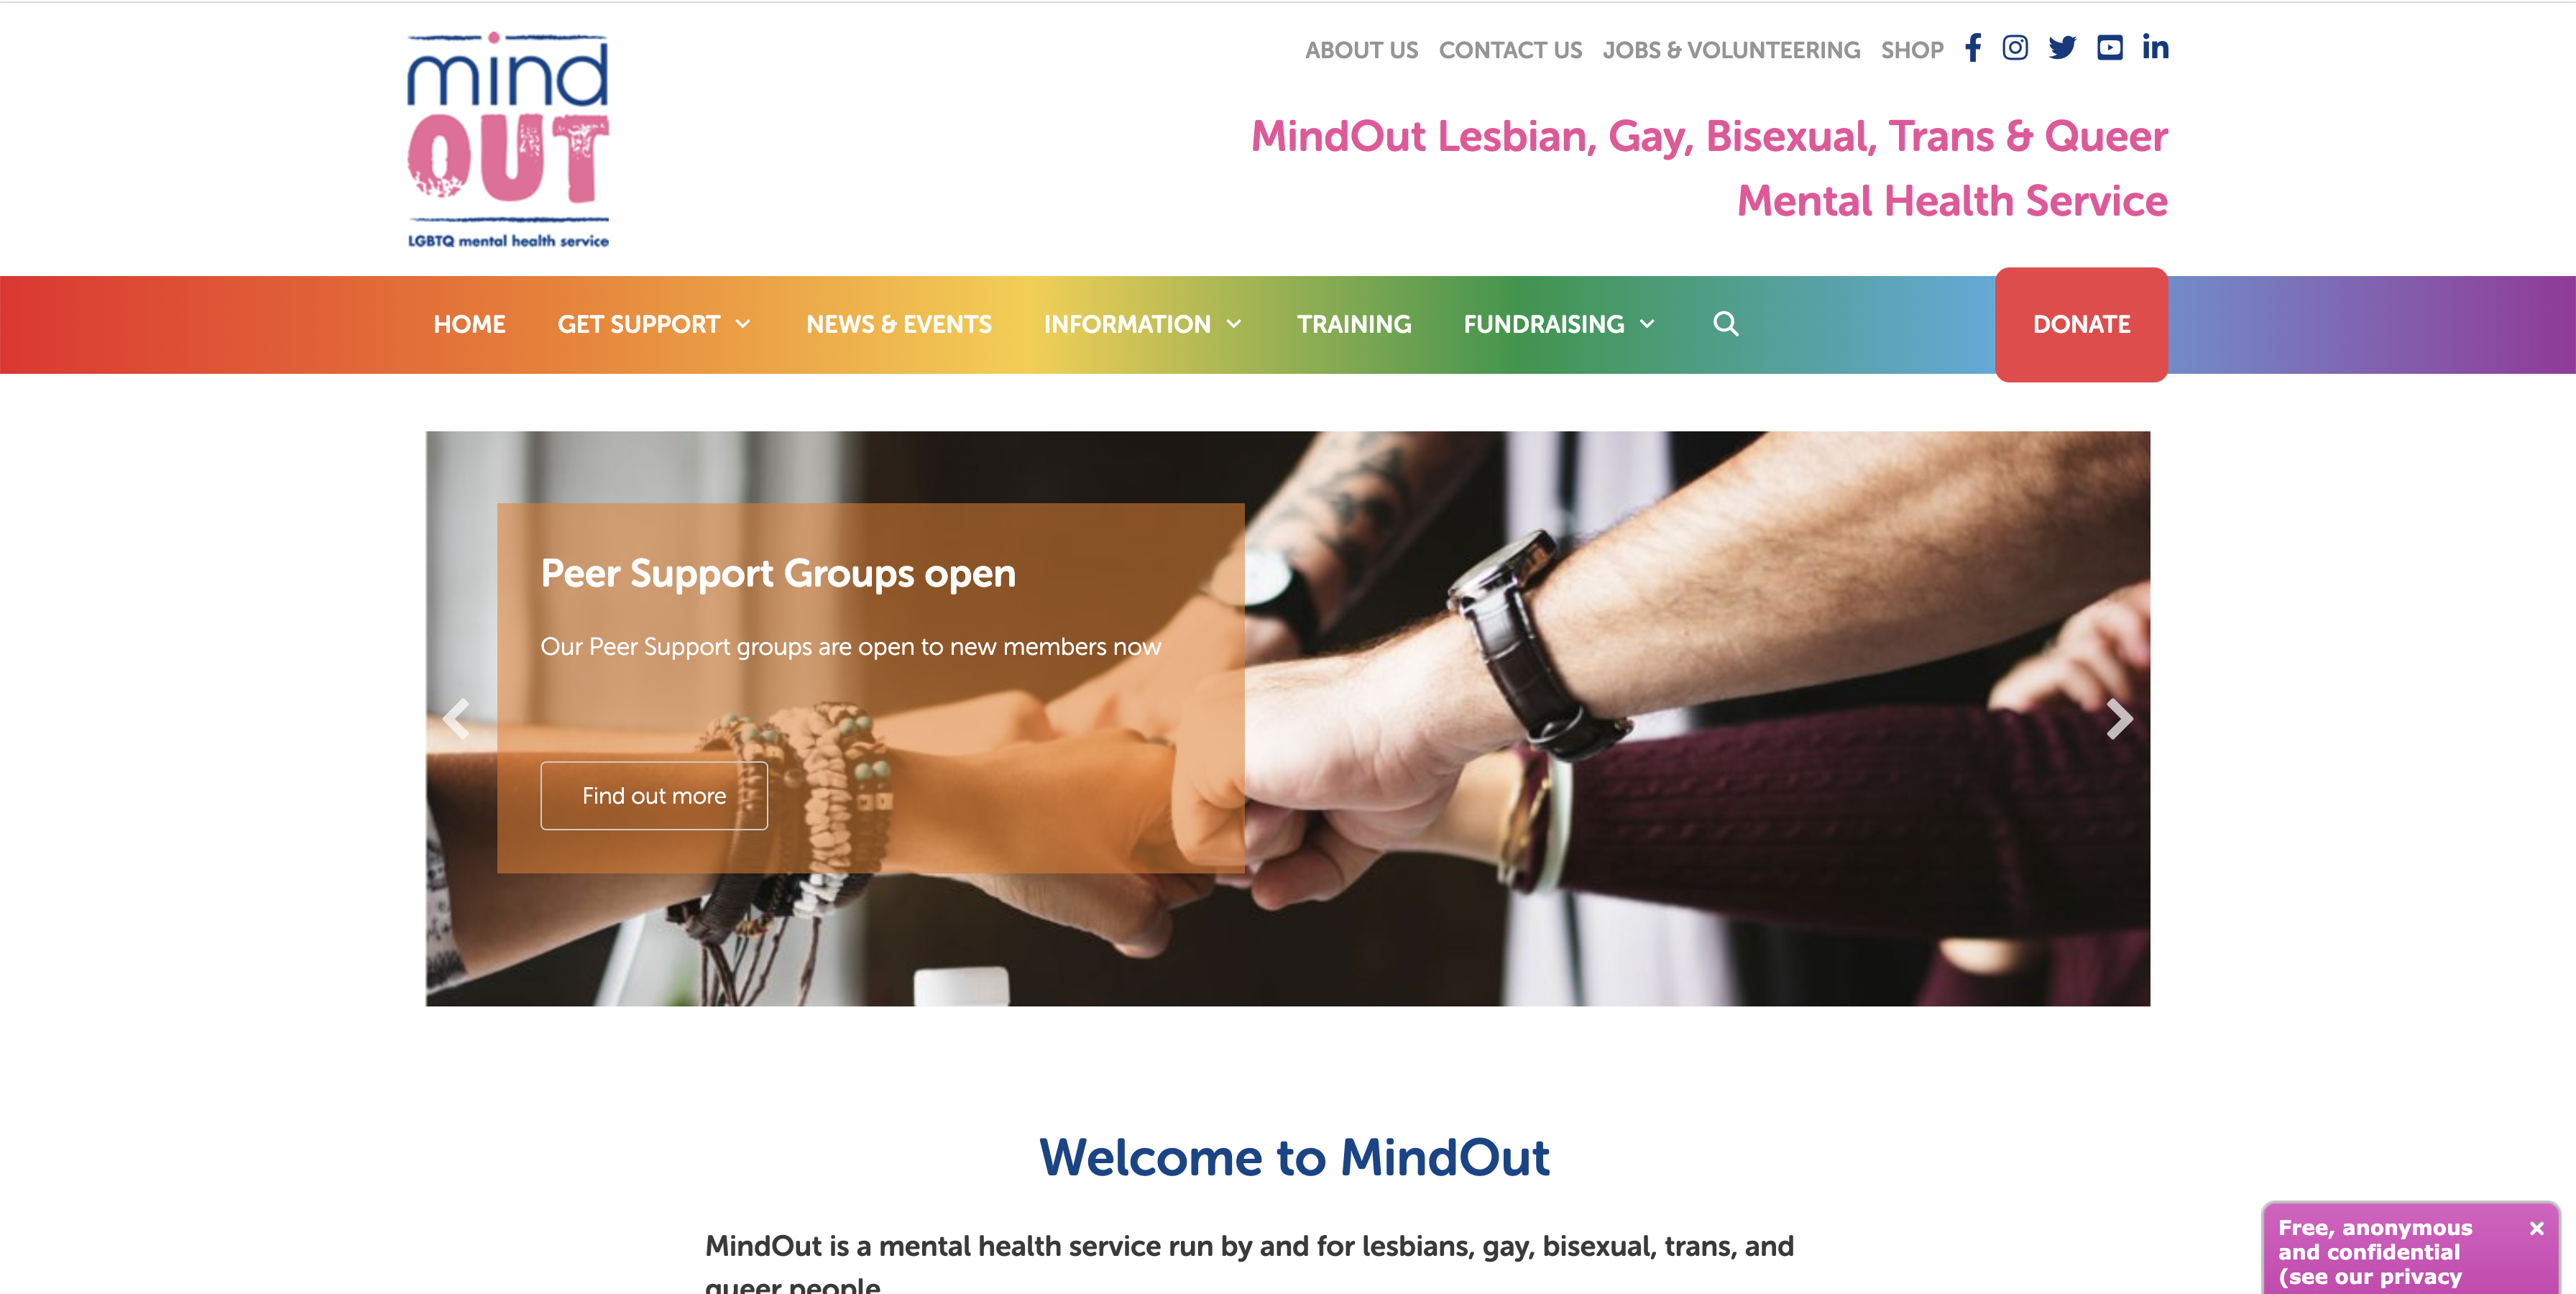 mind
OUT
LGBTQ mental health service
ABOUT US CONTACT US JOBS & VOLUNTEERING SHOP
MindOut Lesbian, Gay, Bisexual, Trans & Queer
Mental Health Service
HOME GET SUPPORT NEWS & EVENTS INFORMATION TRAINING FUNDRAISING DONATE
Peer Support Groups open
Our Peer Support groups are open to new members now
Find out more
Welcome to MindOut
MindOut is a mental health service run by and for lesbians, gay, bisexual, trans, and
queer people
Free, anonymous
and confidential
(see our privacy